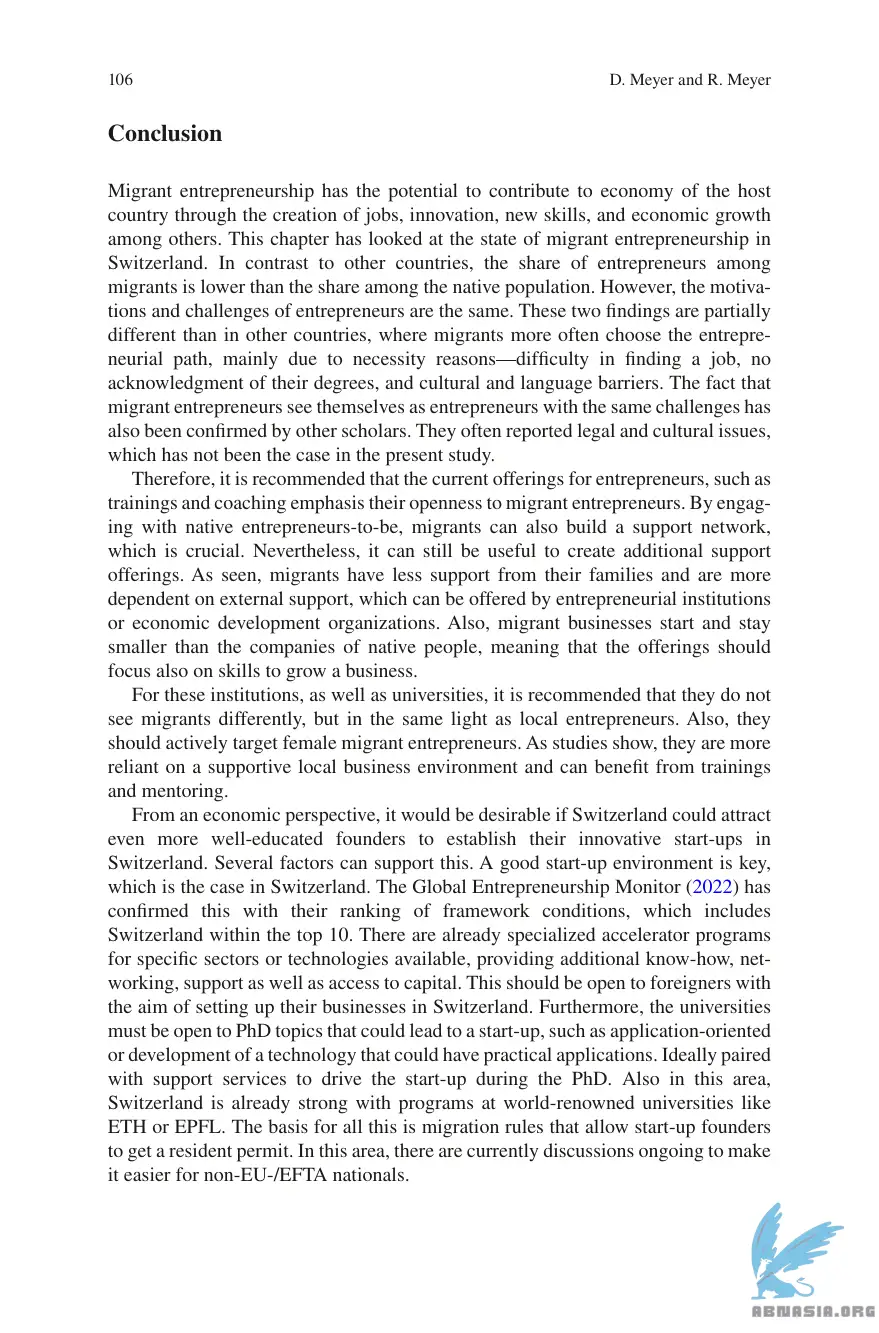 106
D. Meyer and R. Meyer
Conclusion
Migrant entrepreneurship has the potential to contribute to economy of the host
country through the creation of jobs, innovation, new skills, and economic growth
among others. This chapter has looked at the state of migrant entrepreneurship in
Switzerland. In contrast to other countries, the share of entrepreneurs among
migrants is lower than the share among the native population. However, the motiva-
tions and challenges of entrepreneurs are the same. These two findings are partially
different than in other countries, where migrants more often choose the entrepre-
neurial path, mainly due to necessity reasons—difficulty in finding a job, no
acknowledgment of their degrees, and cultural and language barriers. The fact that
migrant entrepreneurs see themselves as entrepreneurs with the same challenges has
also been confirmed by other scholars. They often reported legal and cultural issues,
which has not been the case in the present study.
Therefore, it is recommended that the current offerings for entrepreneurs, such as
trainings and coaching emphasis their openness to migrant entrepreneurs. By engag-
ing with native entrepreneurs-to-be, migrants can also build a support network,
which is crucial. Nevertheless, it can still be useful to create additional support
offerings. As seen, migrants have less support from their families and are more
dependent on external support, which can be offered by entrepreneurial institutions
or economic development organizations. Also, migrant businesses start and stay
smaller than the companies of native people, meaning that the offerings should
focus also on skills to grow a business.
For these institutions, as well as universities, it is recommended that they do not
see migrants differently, but in the same light as local entrepreneurs. Also, they
should actively target female migrant entrepreneurs. As studies show, they are more
reliant on a supportive local business environment and can benefit from trainings
and mentoring.
From an economic perspective, it would be desirable if Switzerland could attract
even more well-educated founders to establish their innovative start-ups in
Switzerland. Several factors can support this. A good start-up environment is key,
which is the case in Switzerland. The Global Entrepreneurship Monitor (2022) has
confirmed this with their ranking of framework conditions, which includes
Switzerland within the top 10. There are already specialized accelerator programs
for specific sectors or technologies available, providing additional know-how, net-
working, support as well as access to capital. This should be open to foreigners with
the aim of setting up their businesses in Switzerland. Furthermore, the universities
must be open to PhD topics that could lead to a start-up, such as application-oriented
or development of a technology that could have practical applications. Ideally paired
with support services to drive the start-up during the PhD. Also in this area,
Switzerland is already strong with programs at world-renowned universities like
ETH or EPFL. The basis for all this is migration rules that allow start-up founders
to get a resident permit. In this area, there are currently discussions ongoing to make
it easier for non-EU-/EFTA nationals.
ABNASIA.ORG